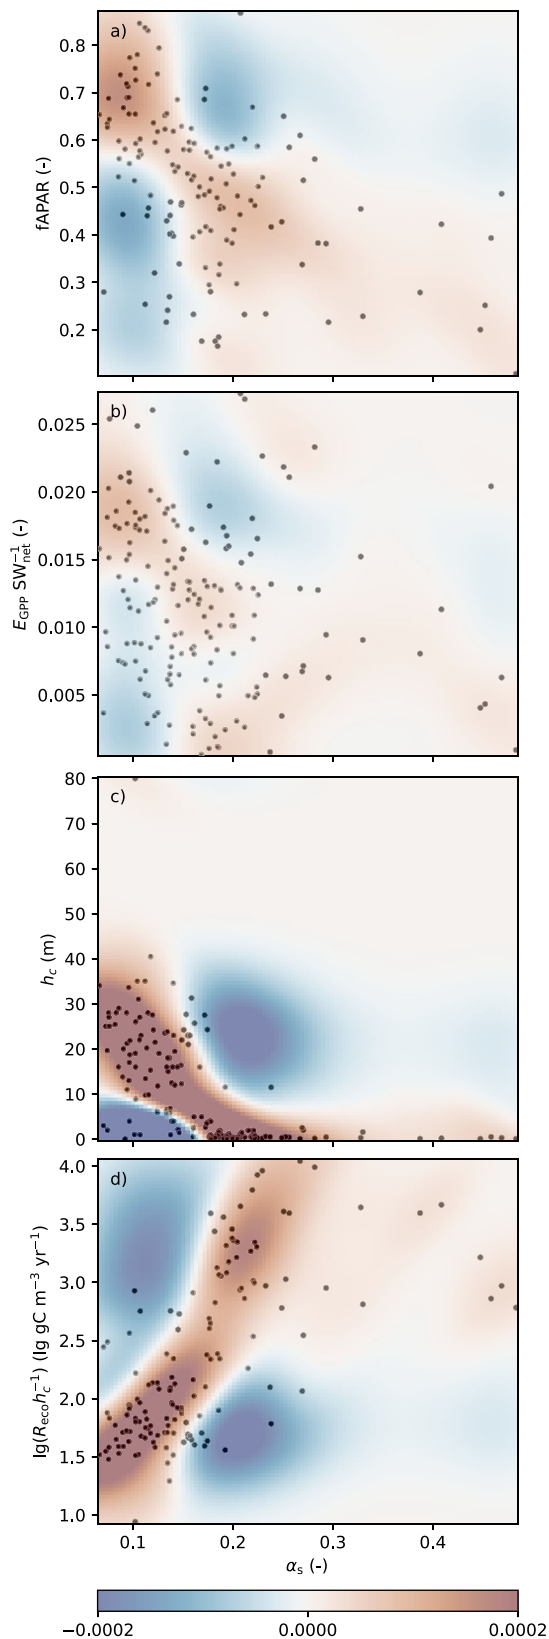 a)
0.8
0.7
0.6
0.5
0.4
0.3
0.2
fAPAR (-)
b)
0.025
0.020
0.015
0.010
0.005
E_GPP SW_net^−1 (-)
c)
80
70
60
50
40
30
20
10
0
h_c (m)
d)
4.0
3.5
3.0
2.5
2.0
1.5
1.0
lg(R_eco h_c^−1) (lg gC m^−3 yr^−1)
0.1 0.2 0.3 0.4
α_s (-)
−0.0002 0.0000 0.0002